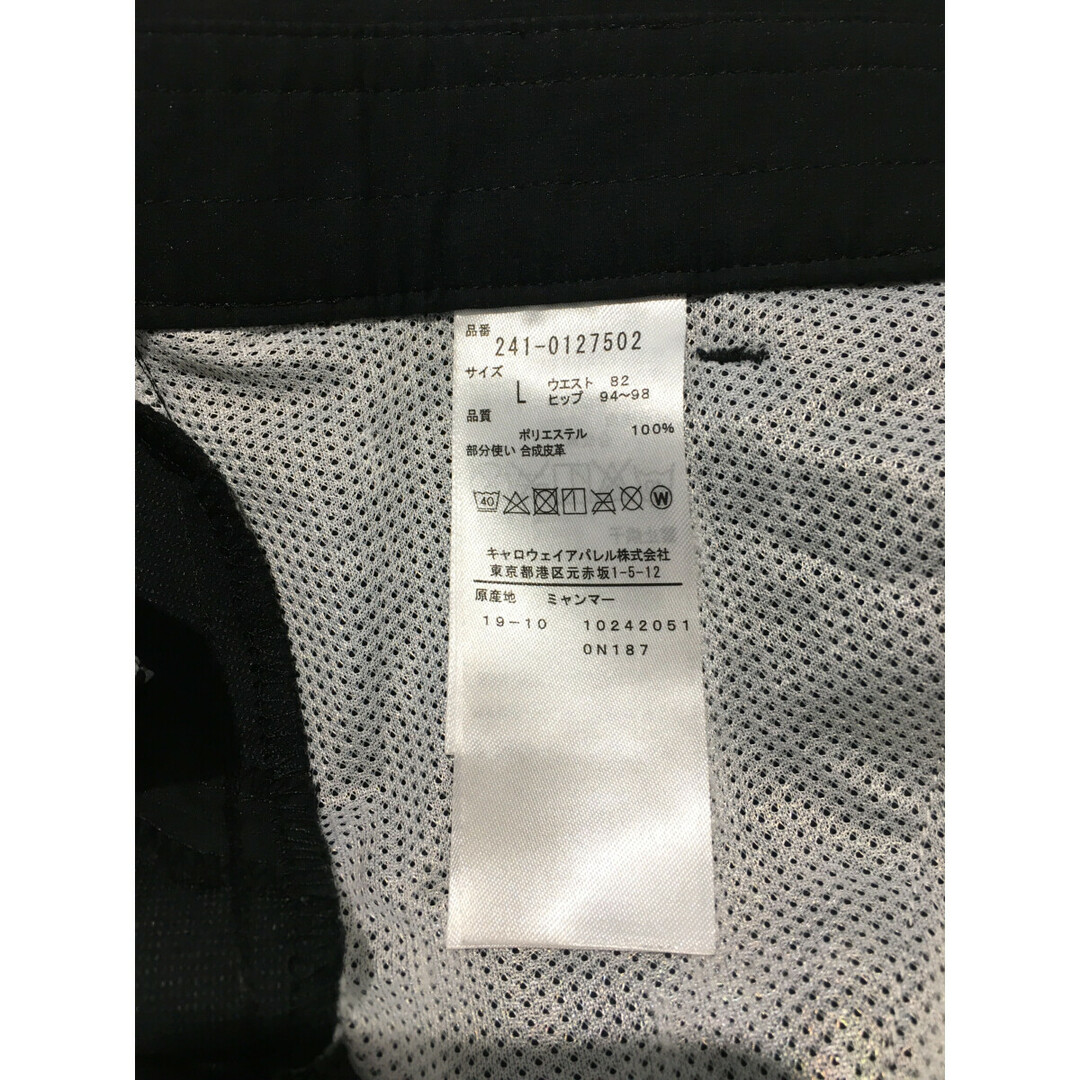 品番
241-0127502
サイズ
L ウエスト 82
ヒップ 94~98
品質
ポリエステル 100%
部分使い 合成皮革
40 W
キャロウェイアパレル株式会社
東京都港区元赤坂1-5-12
原産地 ミャンマー
19-10 10242051
0N187